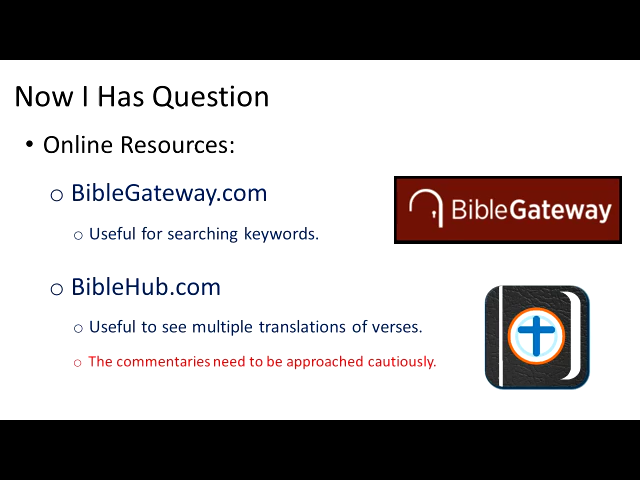 Now I Has Question
• Online Resources:
o BibleGateway.com
BibleGateway
o Useful for searching keywords.
o BibleHub.com
o Useful to see multiple translations of verses.
o The commentaries need to be approached cautiously.